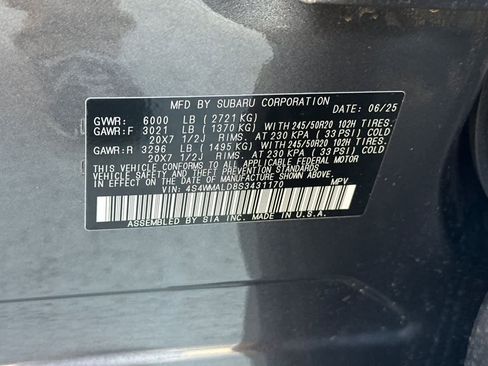 MFD BY SUBARU CORPORATION DATE: 06/25
GVWR: 6000 LB (2721 KG)
GAWR:F 3021 LB (1370 KG) WITH 245/50R20 102H TIRES.
20X7 1/2J RIMS. AT 230 KPA (33 PSI) COLD
GAWR:R 3296 LB (1495 KG) WITH 245/50R20 102H TIRES.
20X7 1/2J RIMS. AT 230 KPA (33 PSI) COLD
THIS VEHICLE CONFORMS TO ALL APPLICABLE FEDERAL MOTOR
VEHICLE SAFETY AND THEFT PREVENTION STANDARDS IN
EFFECT ON THE DATE OF MANUFACTURE SHOWN ABOVE.
VIN: 4S4WMALD8S3431170 MPV
ASSEMBLED BY SIA INC. MADE IN U.S.A.